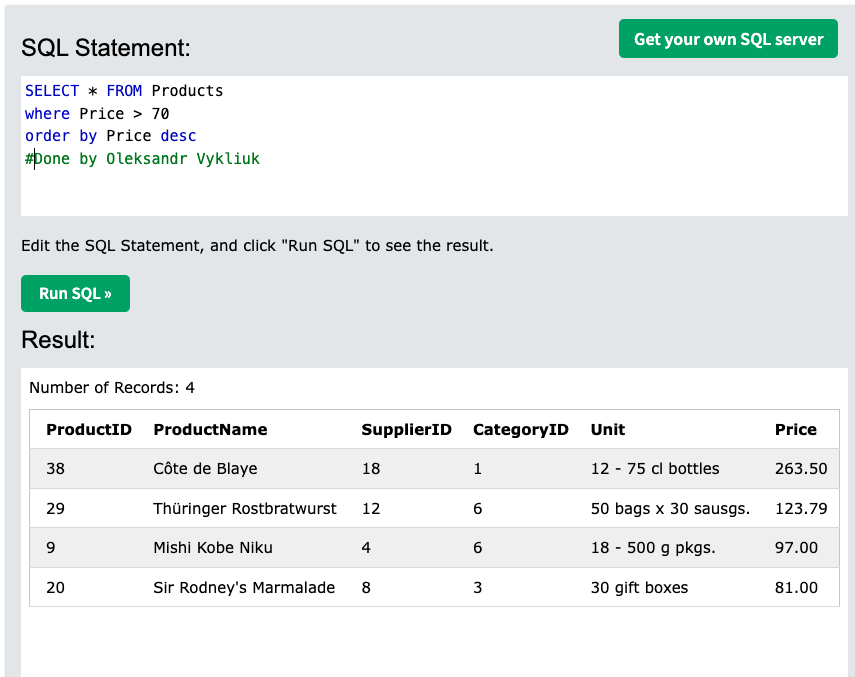 SQL Statement:
Get your own SQL server
SELECT * FROM Products
where Price > 70
order by Price desc
#Done by Oleksandr Vykliuk
Edit the SQL Statement, and click "Run SQL" to see the result.
Run SQL »
Result:
Number of Records: 4
ProductID ProductName SupplierID CategoryID Unit Price
38 Côte de Blaye 18 1 12 - 75 cl bottles 263.50
29 Thüringer Rostbratwurst 12 6 50 bags x 30 sausgs. 123.79
9 Mishi Kobe Niku 4 6 18 - 500 g pkgs. 97.00
20 Sir Rodney's Marmalade 8 3 30 gift boxes 81.00